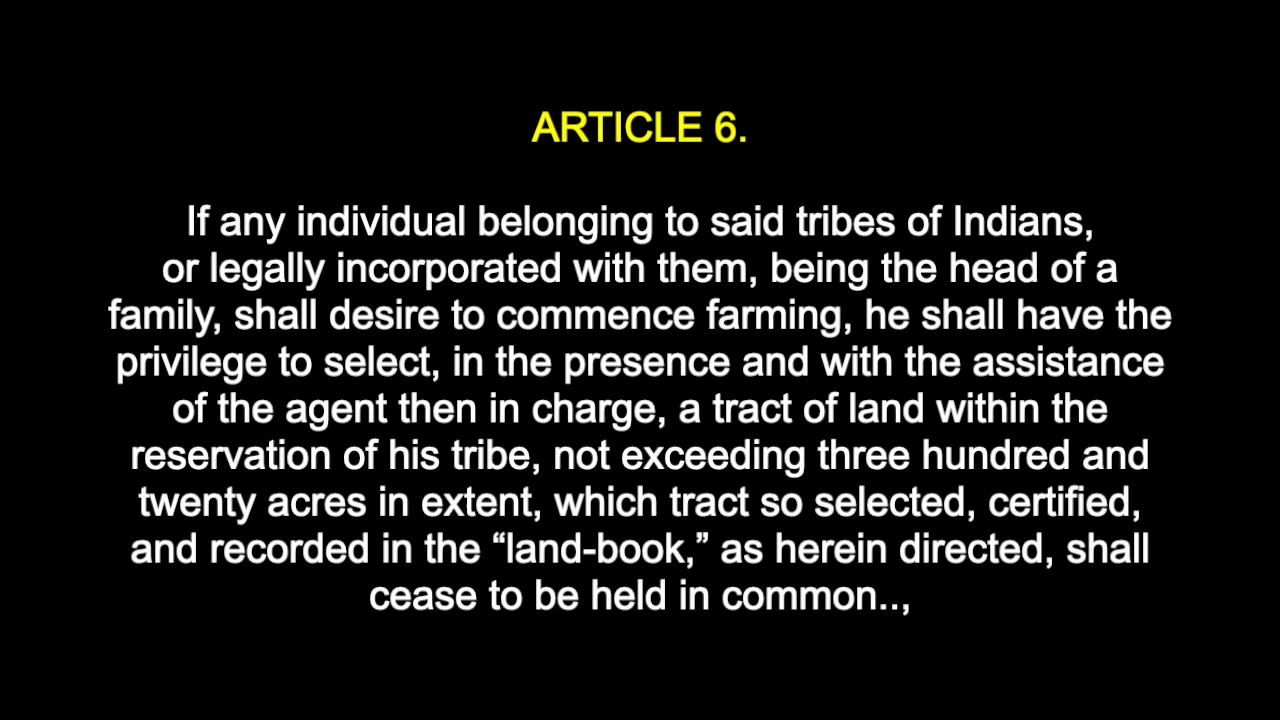 ARTICLE 6.
If any individual belonging to said tribes of Indians,
or legally incorporated with them, being the head of a
family, shall desire to commence farming, he shall have the
privilege to select, in the presence and with the assistance
of the agent then in charge, a tract of land within the
reservation of his tribe, not exceeding three hundred and
twenty acres in extent, which tract so selected, certified,
and recorded in the “land-book,” as herein directed, shall
cease to be held in common..,